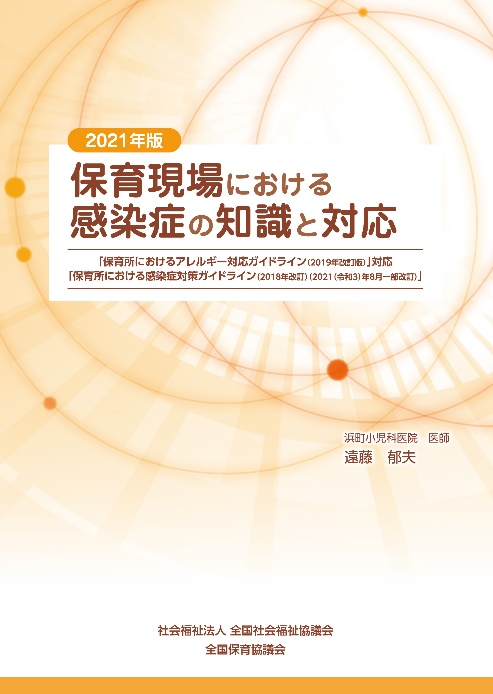 2021年版
保育現場における
感染症の知識と対応
「保育所におけるアレルギー対応ガイドライン（2019年改訂版）」対応
「保育所における感染症対策ガイドライン（2018年改訂）（2021（令和3）年8月一部改訂）」
浜町小児科医院　医師
遠藤　郁夫
社会福祉法人 全国社会福祉協議会
全国保育協議会